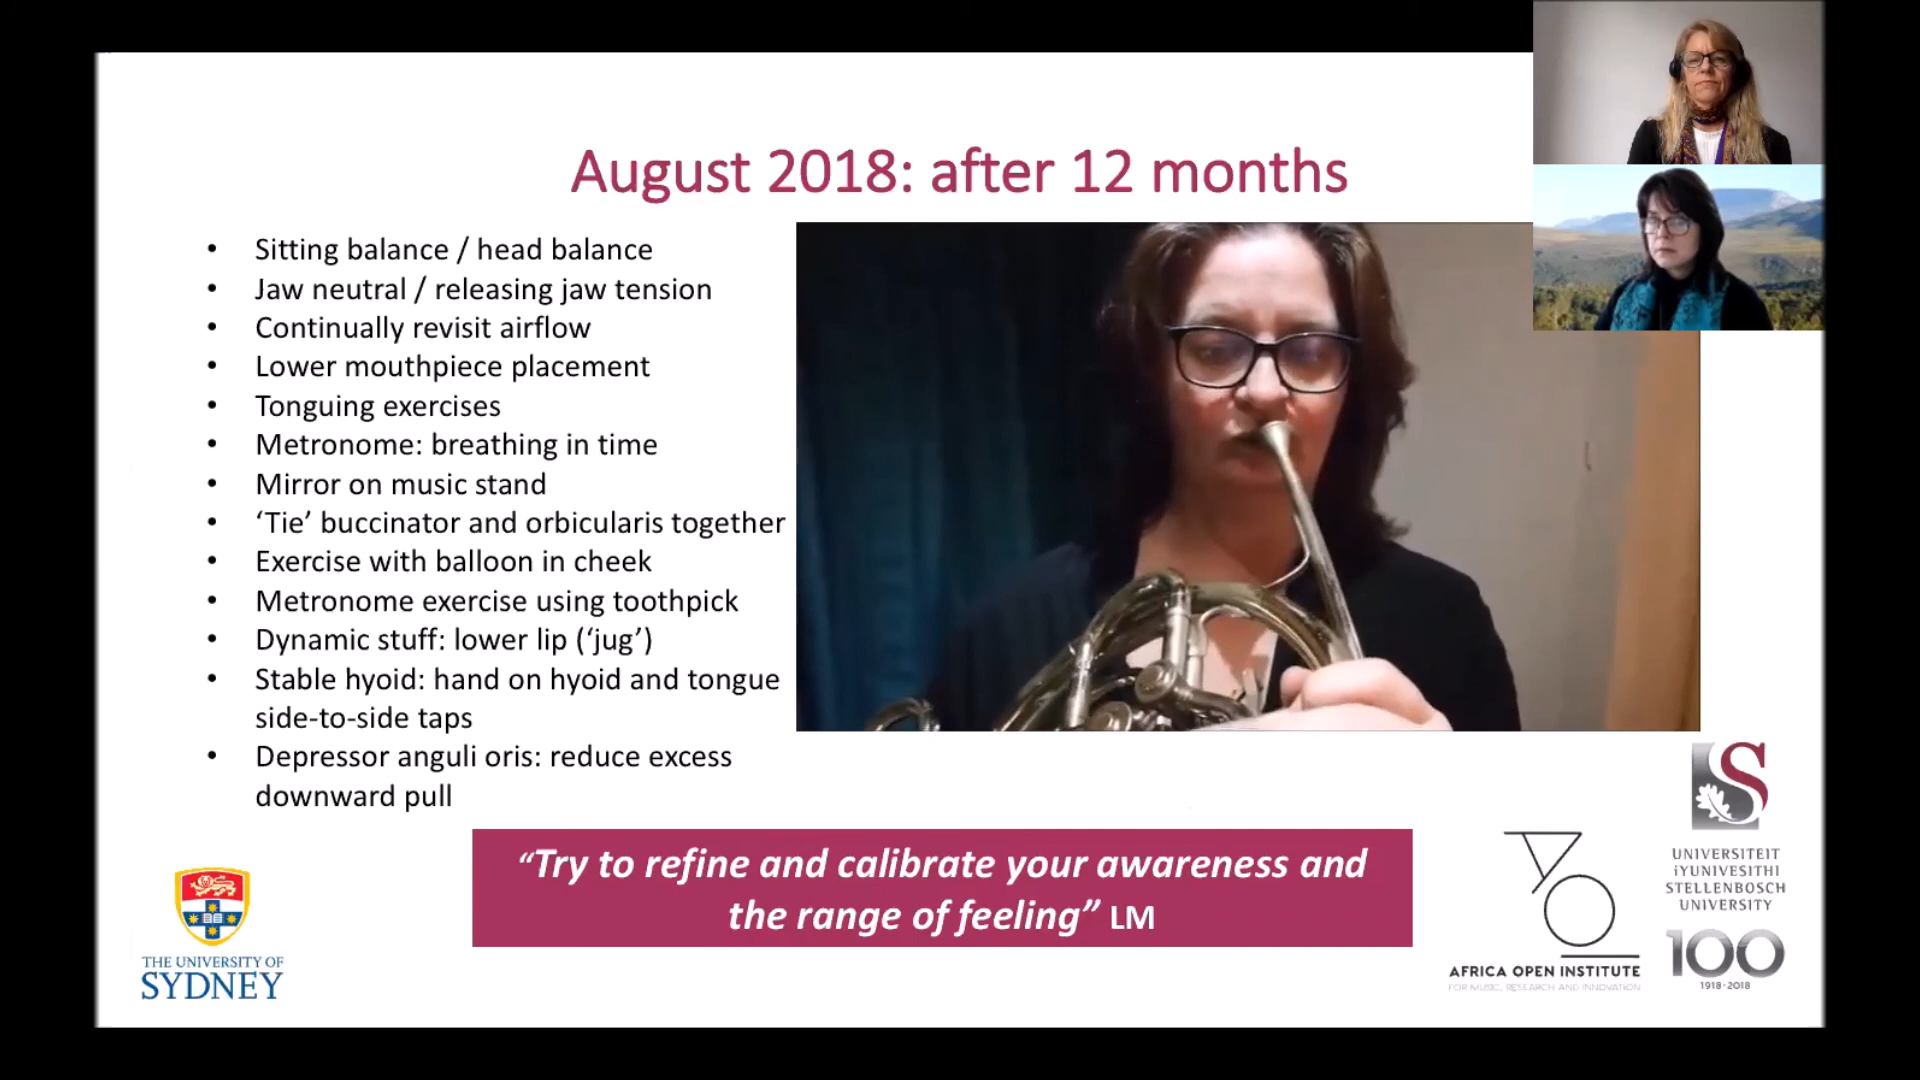 August 2018: after 12 months
• Sitting balance / head balance
• Jaw neutral / releasing jaw tension
• Continually revisit airflow
• Lower mouthpiece placement
• Tonguing exercises
• Metronome: breathing in time
• Mirror on music stand
• ‘Tie’ buccinator and orbicularis together
• Exercise with balloon in cheek
• Metronome exercise using toothpick
• Dynamic stuff: lower lip (‘jug’)
• Stable hyoid: hand on hyoid and tongue
side-to-side taps
• Depressor anguli oris: reduce excess
downward pull
“Try to refine and calibrate your awareness and
the range of feeling” LM
THE UNIVERSITY OF
SYDNEY
AFRICA OPEN INSTITUTE
FOR MUSIC, RESEARCH AND INNOVATION
S
UNIVERSITEIT
iYUNIVESITHI
STELLENBOSCH
UNIVERSITY
100
1918·2018